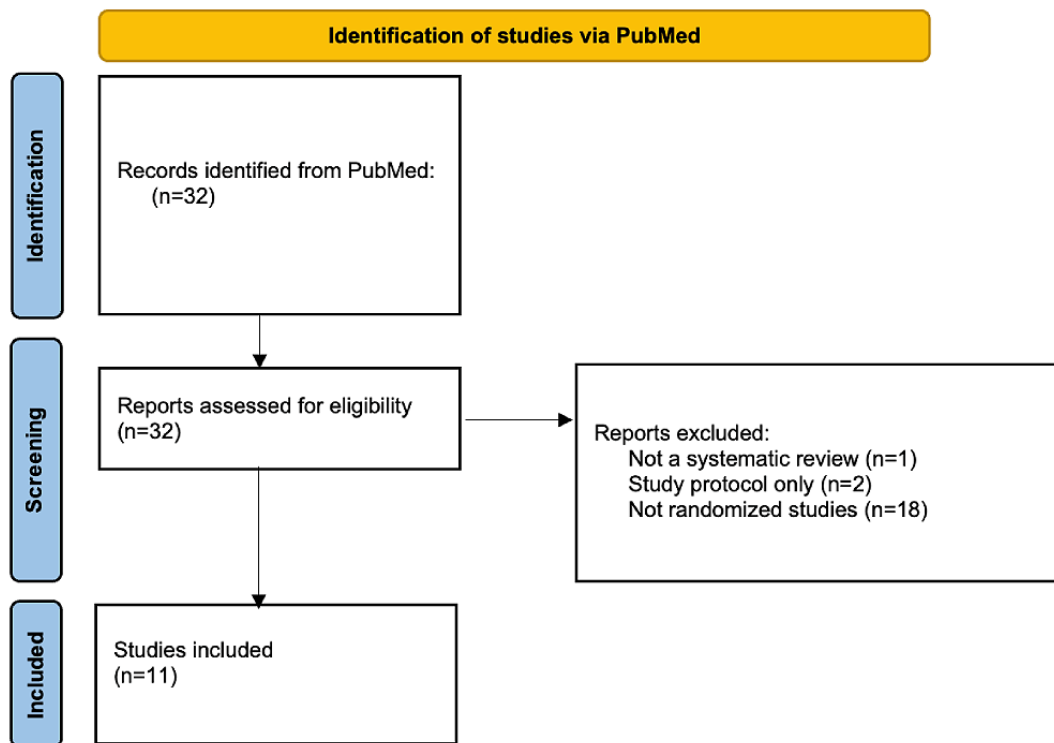 Identification of studies via PubMed
Identification
Records identified from PubMed:
(n=32)
Screening
Reports assessed for eligibility
(n=32)
Reports excluded:
Not a systematic review (n=1)
Study protocol only (n=2)
Not randomized studies (n=18)
Included
Studies included
(n=11)